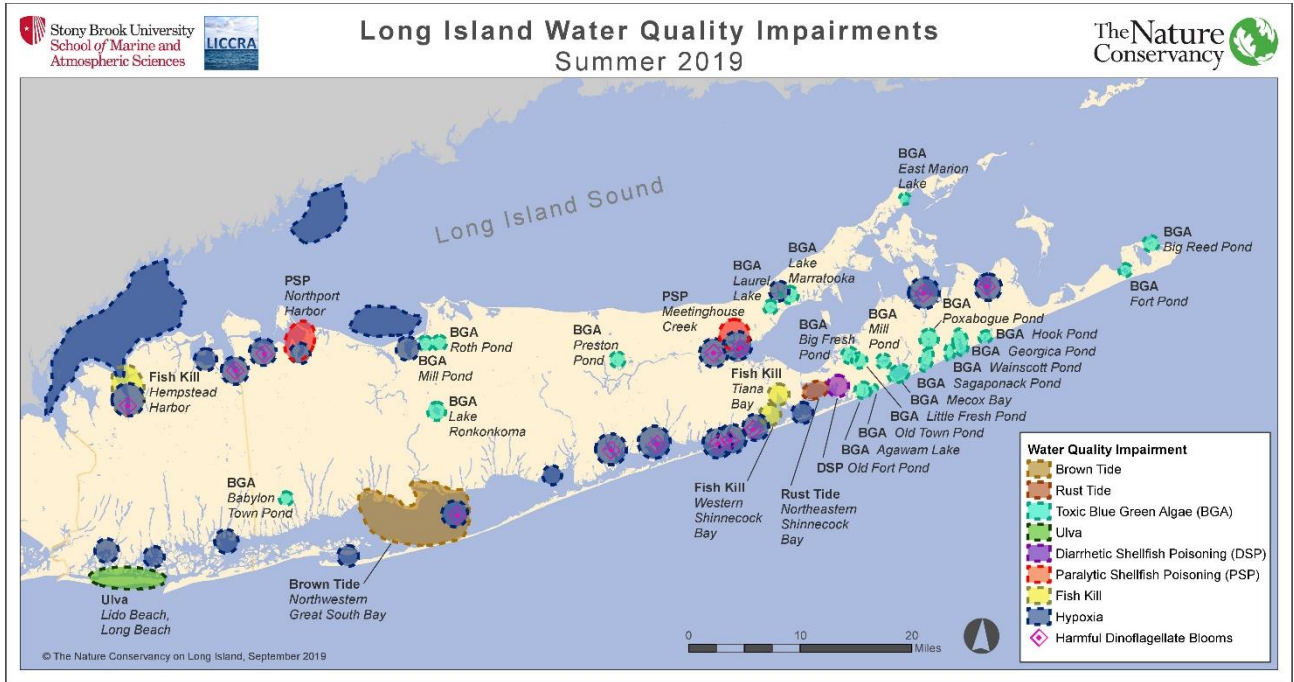 Stony Brook University
School of Marine and
Atmospheric Sciences
LICCRA
Long Island Water Quality Impairments
Summer 2019
The Nature
Conservancy
Long Island Sound
BGA
East Marion
Lake
BGA
Big Reed Pond
BGA
Fort Pond
BGA
Lake
Marratooka
BGA
Laurel
Lake
PSP
Northport
Harbor
PSP
Meetinghouse
Creek
BGA
Poxabogue Pond
BGA
Mill
Pond
BGA
Big Fresh
Pond
BGA
Roth Pond
BGA
Mill Pond
BGA
Preston
Pond
BGA Hook Pond
BGA Georgica Pond
BGA Wainscott Pond
BGA Sagaponack Pond
BGA Mecox Bay
BGA Little Fresh Pond
BGA Old Town Pond
BGA Agawam Lake
DSP Old Fort Pond
Fish Kill
Hempstead
Harbor
Fish Kill
Tiana
Bay
BGA
Lake
Ronkonkoma
BGA
Babylon
Town Pond
Fish Kill
Western
Shinnecock
Bay
Rust Tide
Northeastern
Shinnecock
Bay
Brown Tide
Northwestern
Great South Bay
Ulva
Lido Beach,
Long Beach
Water Quality Impairment
Brown Tide
Rust Tide
Toxic Blue Green Algae (BGA)
Ulva
Diarrhetic Shellfish Poisoning (DSP)
Paralytic Shellfish Poisoning (PSP)
Fish Kill
Hypoxia
Harmful Dinoflagellate Blooms
0 10 20
Miles
© The Nature Conservancy on Long Island, September 2019